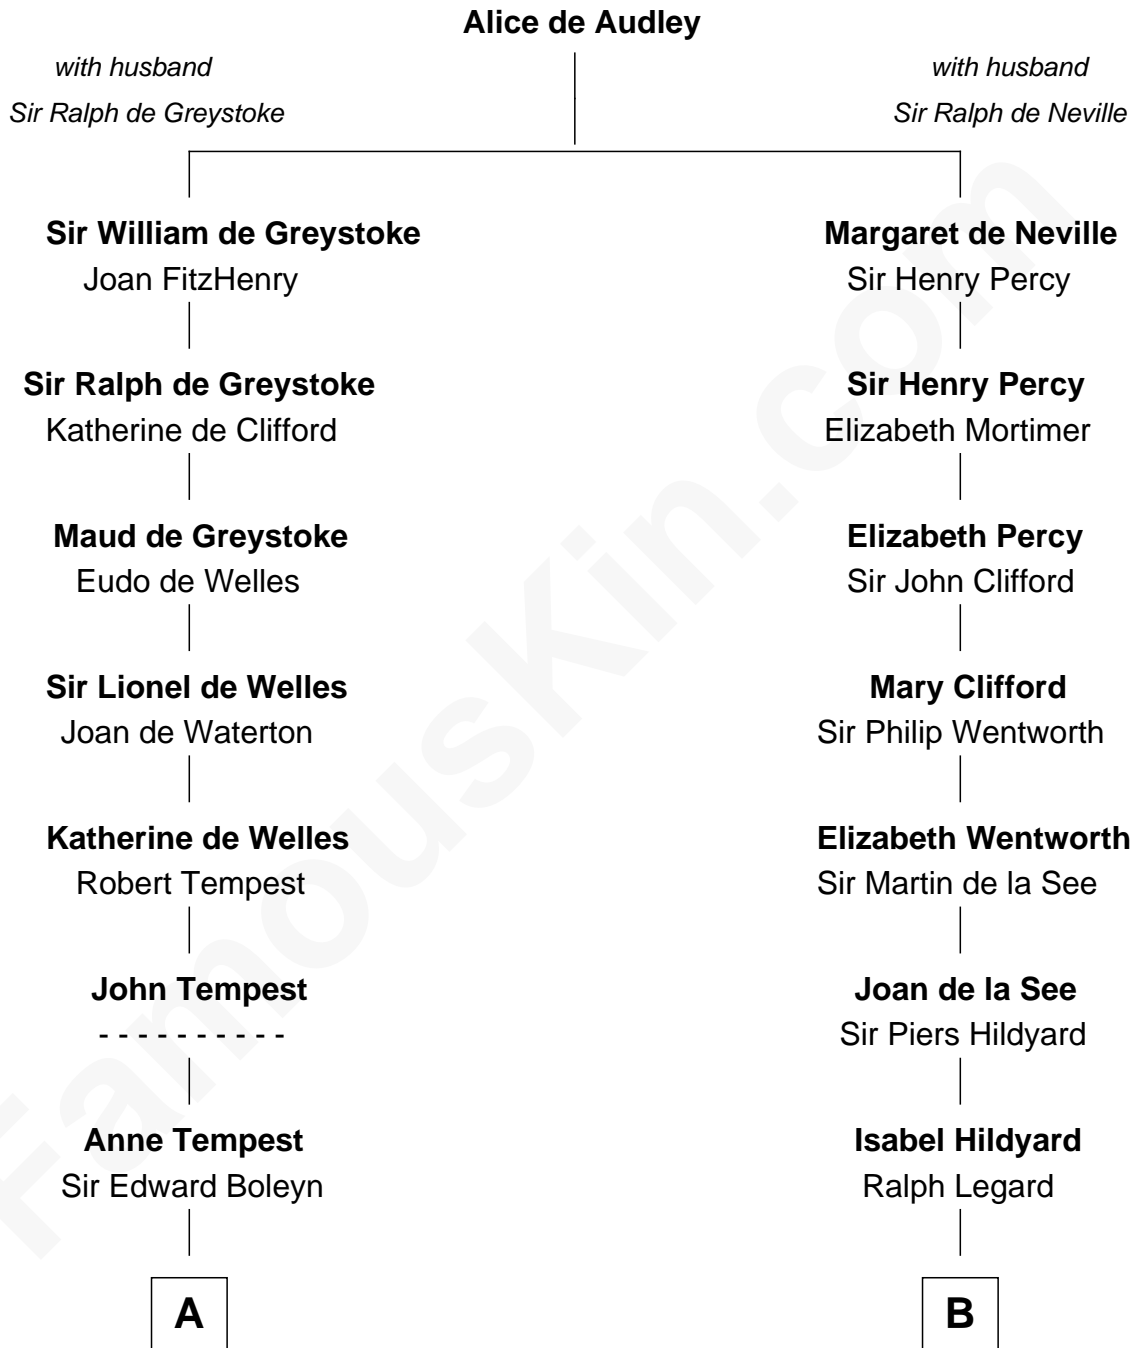 Alice de Audley
with husband
Sir Ralph de Greystoke
with husband
Sir Ralph de Neville
Sir William de Greystoke
Joan FitzHenry
Margaret de Neville
Sir Henry Percy
Sir Ralph de Greystoke
Katherine de Clifford
Sir Henry Percy
Elizabeth Mortimer
Maud de Greystoke
Eudo de Welles
Elizabeth Percy
Sir John Clifford
Sir Lionel de Welles
Joan de Waterton
Mary Clifford
Sir Philip Wentworth
Katherine de Welles
Robert Tempest
Elizabeth Wentworth
Sir Martin de la See
John Tempest
- - - - - - - - - -
Joan de la See
Sir Piers Hildyard
Anne Tempest
Sir Edward Boleyn
Isabel Hildyard
Ralph Legard
A
B
FamousKin.com